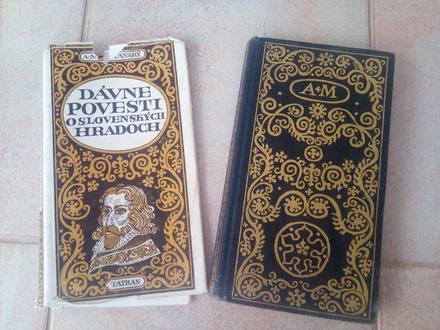 A·M
DÁVNE
POVESTI
O SLOVENSKÝCH
HRADOCH
TATRAN
A+M